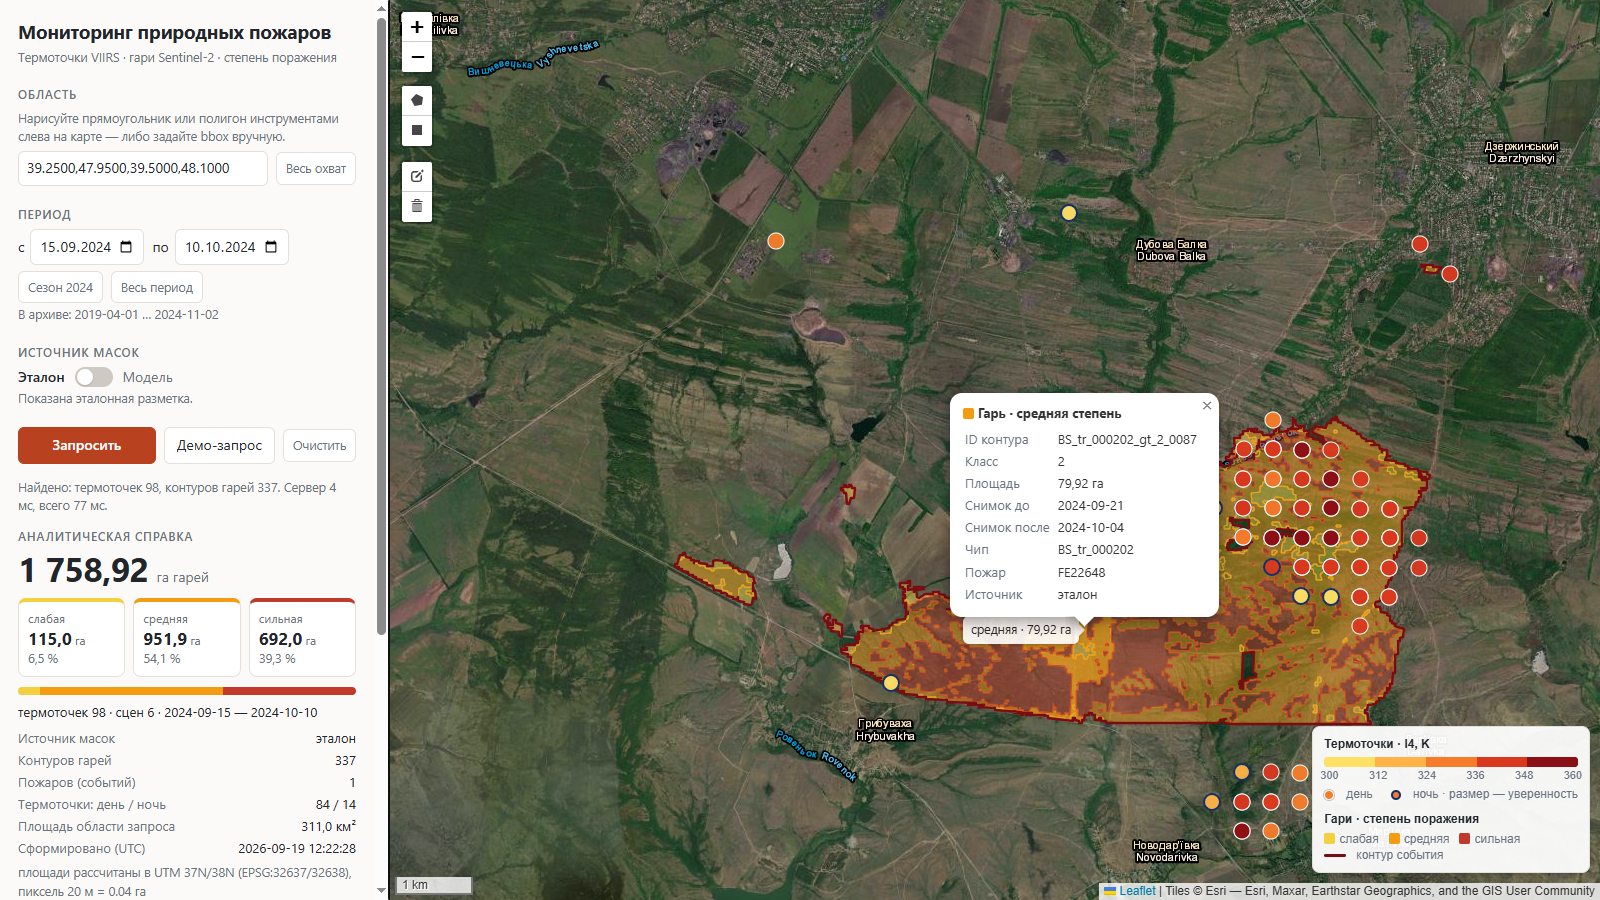 Мониторинг природных пожаров
Термоточки VIIRS · гари Sentinel-2 · степень поражения
ОБЛАСТЬ
Нарисуйте прямоугольник или полигон инструментами
слева на карте — либо задайте bbox вручную.
39.2500,47.9500,39.5000,48.1000
Весь охват
ПЕРИОД
с 15.09.2024 по 10.10.2024
Сезон 2024
Весь период
В архиве: 2019-04-01 … 2024-11-02
ИСТОЧНИК МАСОК
Эталон Модель
Показана эталонная разметка.
Запросить
Демо-запрос
Очистить
Найдено: термоточек 98, контуров гарей 337. Сервер 4
мс, всего 77 мс.
АНАЛИТИЧЕСКАЯ СПРАВКА
1 758,92 га гарей
слабая
115,0 га
6,5 %
средняя
951,9 га
54,1 %
сильная
692,0 га
39,3 %
термоточек 98 · сцен 6 · 2024-09-15 — 2024-10-10
Источник масок эталон
Контуров гарей 337
Пожаров (событий) 1
Термоточки: день / ночь 84 / 14
Площадь области запроса 311,0 км²
Сформировано (UTC) 2026-09-19 12:22:28
площади рассчитаны в UTM 37N/38N (EPSG:32637/32638),
пиксель 20 м = 0.04 га
+
−
Вишневецька Vyshnevetska
Дзержинський
Dzerzhynskyi
Дубова Балка
Dubova Balka
Гарь · средняя степень
×
ID контура BS_tr_000202_gt_2_0087
Класс 2
Площадь 79,92 га
Снимок до 2024-09-21
Снимок после 2024-10-04
Чип BS_tr_000202
Пожар FE22648
Источник эталон
средняя · 79,92 га
Грибуваха
Hrybuvakha
Ровеньок Rovenok
Новодар'ївка
Novodarivka
Термоточки · I4, K
300 312 324 336 348 360
день ночь · размер — уверенность
Гари · степень поражения
слабая средняя сильная
контур события
1 km
Leaflet | Tiles © Esri — Esri, Maxar, Earthstar Geographics, and the GIS User Community